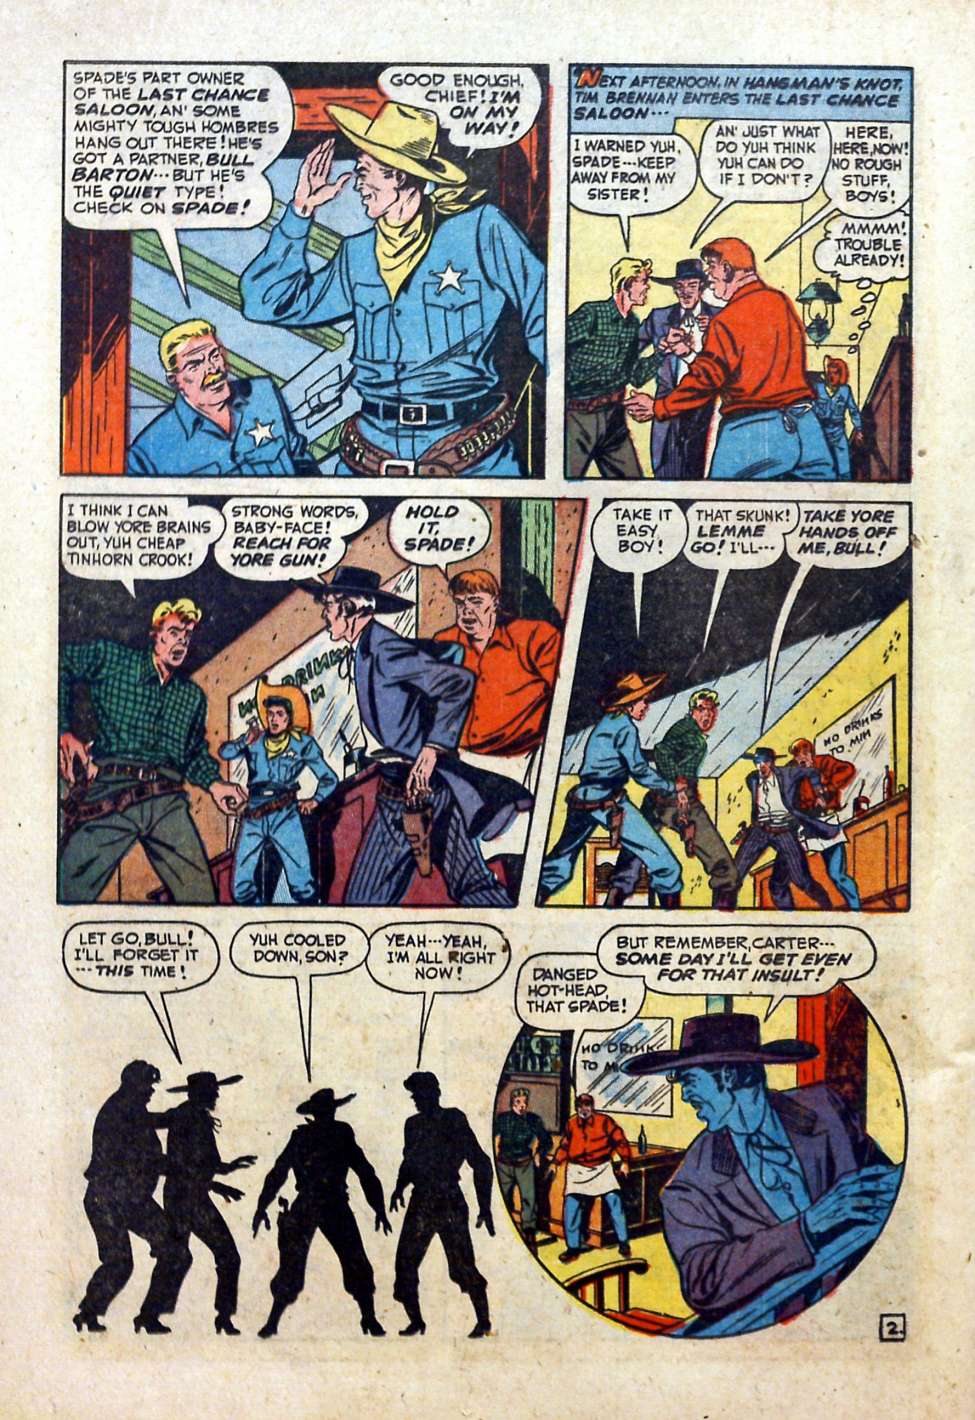 SPADE'S PART OWNER
OF THE LAST CHANCE
SALOON, AN' SOME
MIGHTY TOUGH HOMBRES
HANG OUT THERE! HE'S
GOT A PARTNER, BULL
BARTON--- BUT HE'S
THE QUIET TYPE!
CHECK ON SPADE!
GOOD ENOUGH,
CHIEF! I'M
ON MY
WAY!
NEXT AFTERNOON, IN HANGMAN'S KNOT,
TIM BRENNAN ENTERS THE LAST CHANCE
SALOON---
I WARNED YUH,
SPADE---KEEP
AWAY FROM MY
SISTER!
AN' JUST WHAT
DO YUH THINK
YUH CAN DO
IF I DON'T?
HERE,
HERE, NOW!
NO ROUGH
STUFF,
BOYS!
MMMM!
TROUBLE
ALREADY!
I THINK I CAN
BLOW YORE BRAINS
OUT, YUH CHEAP
TINHORN CROOK!
STRONG WORDS,
BABY-FACE!
REACH FOR
YORE GUN!
HOLD
IT,
SPADE!
DRINK
TAKE IT
EASY,
BOY!
THAT SKUNK!
LEMME
GO! I'LL---
TAKE YORE
HANDS OFF
ME, BULL!
NO DRINKS
TO MIN
LET GO, BULL!
I'LL FORGET IT
---THIS TIME!
YUH COOLED
DOWN, SON?
YEAH---YEAH,
I'M ALL RIGHT
NOW!
DANGED
HOT-HEAD,
THAT SPADE!
BUT REMEMBER, CARTER---
SOME DAY I'LL GET EVEN
FOR THAT INSULT!
NO DRINK
TO M
2.